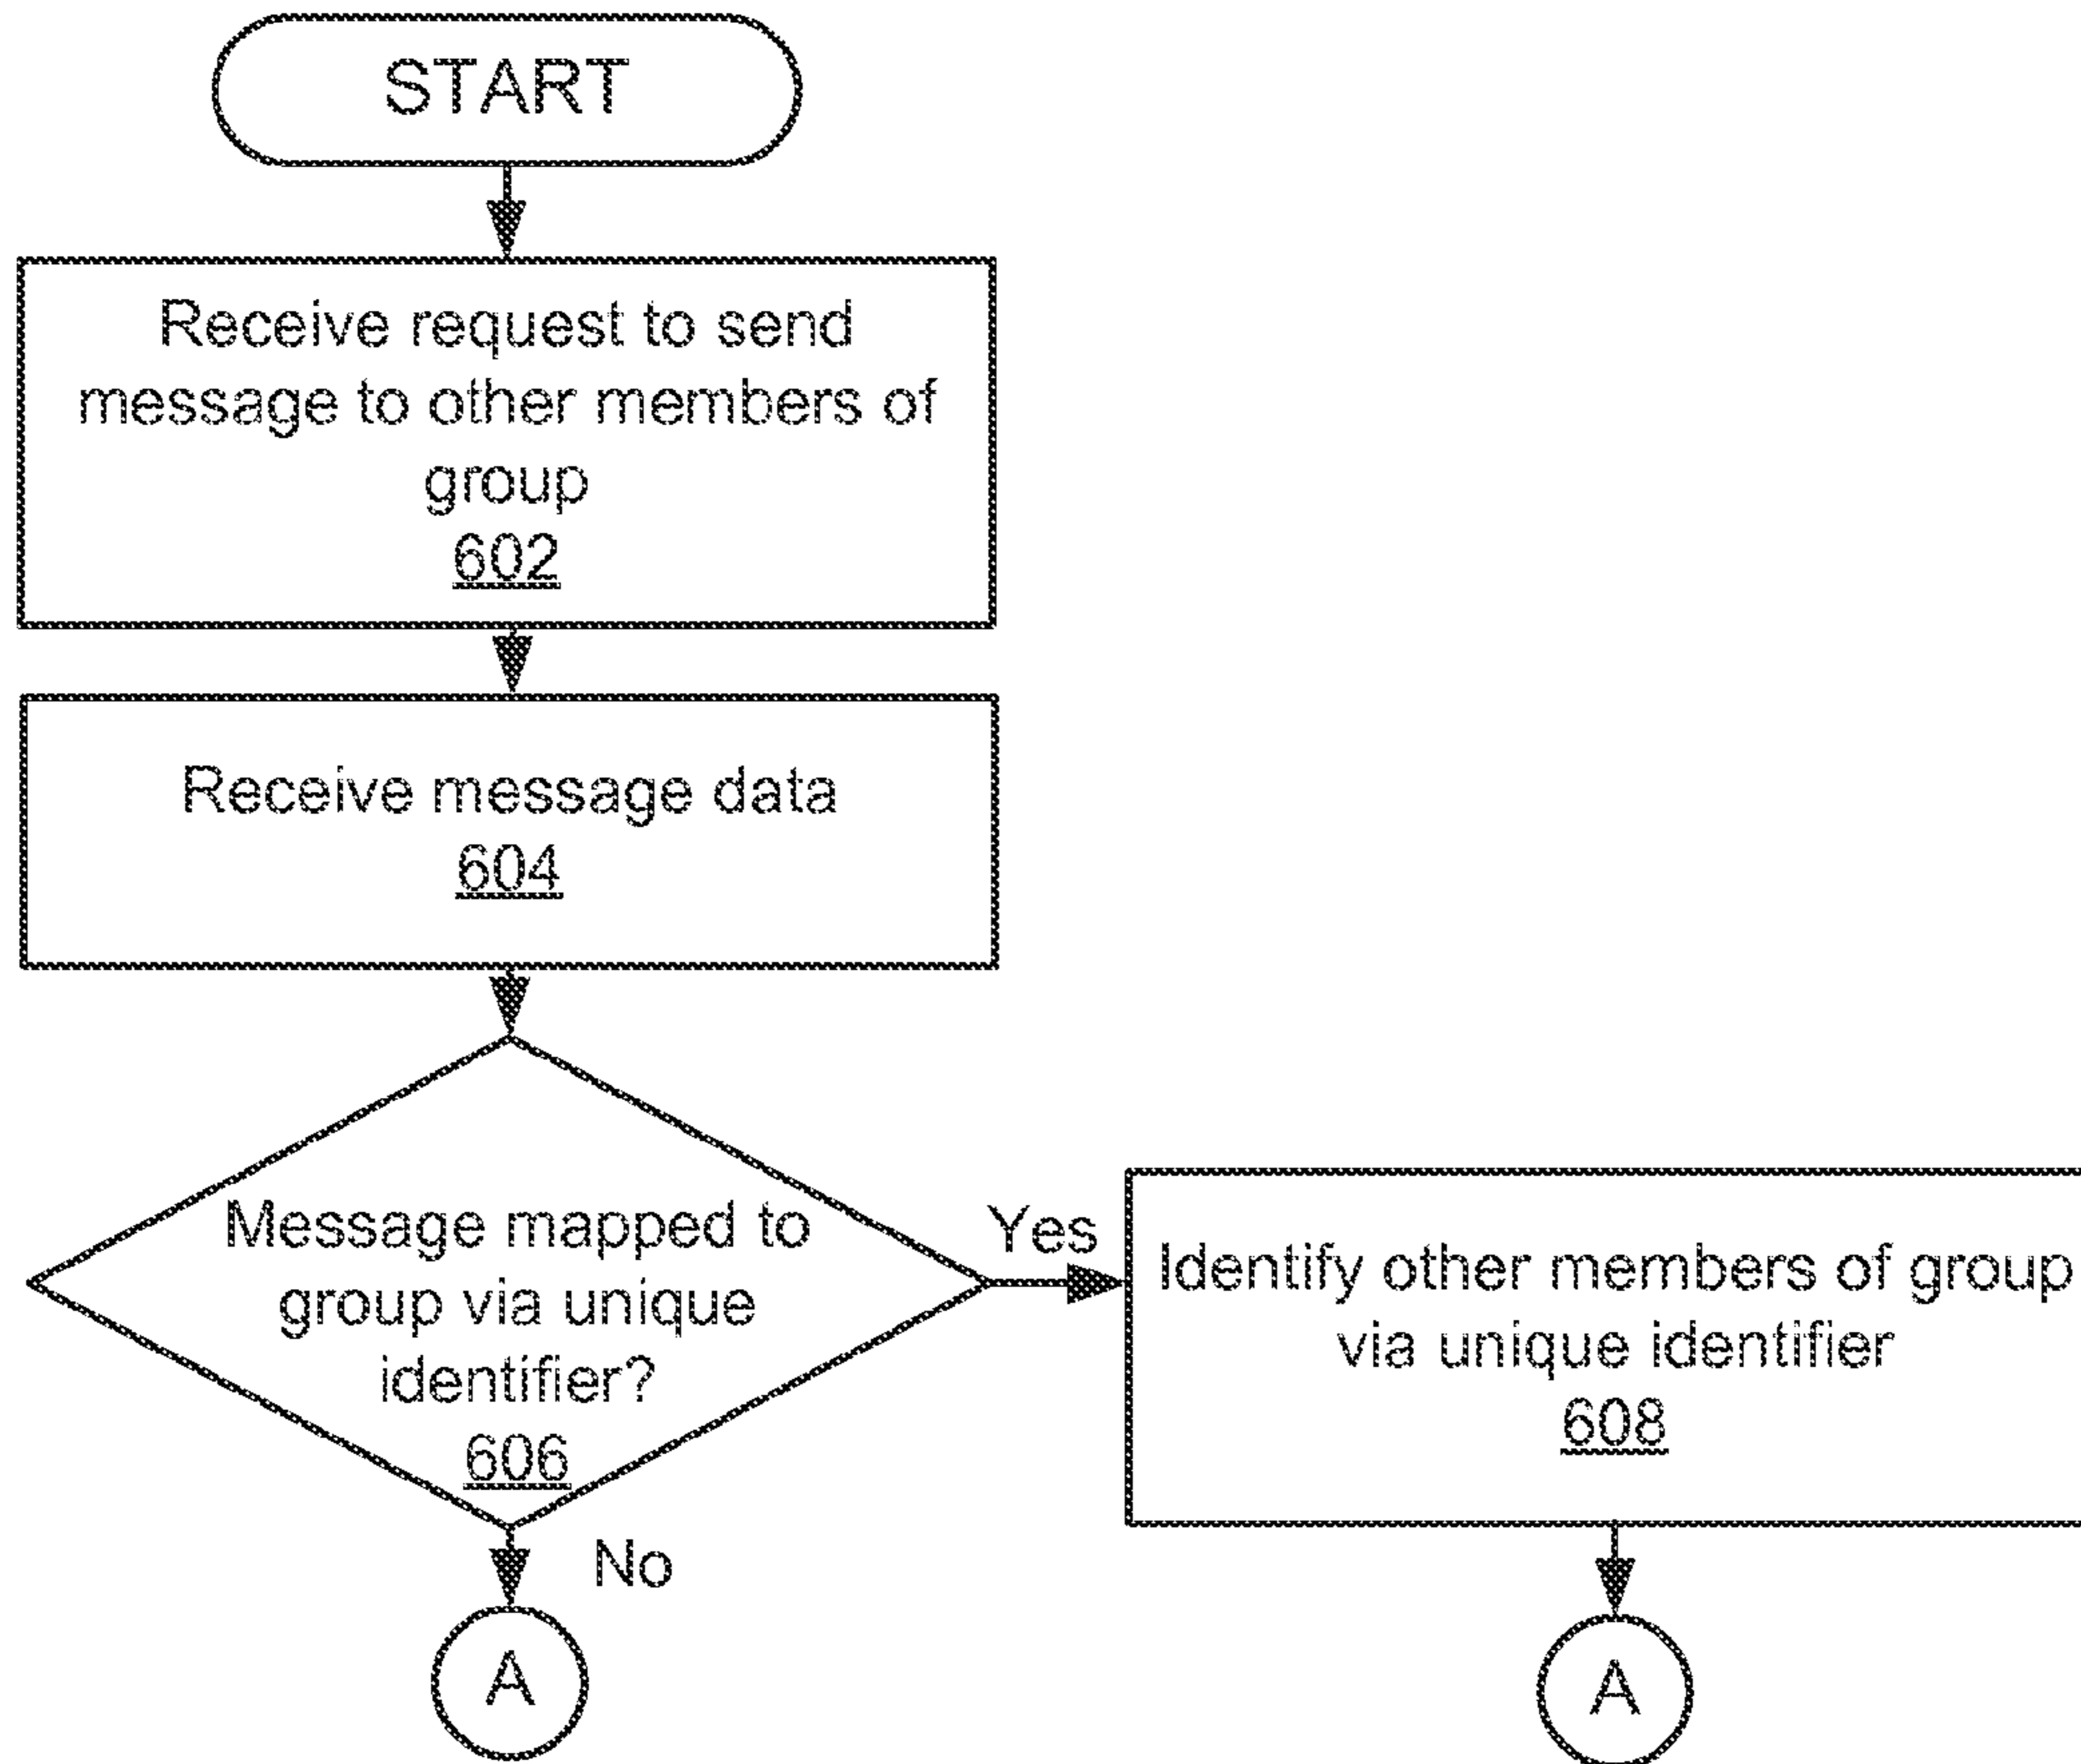 START
Receive request to send
message to other members of
group
602
Receive message data
604
Message mapped to
group via unique
identifier?
606
Yes
Identify other members of group
via unique identifier
608
No
A
A